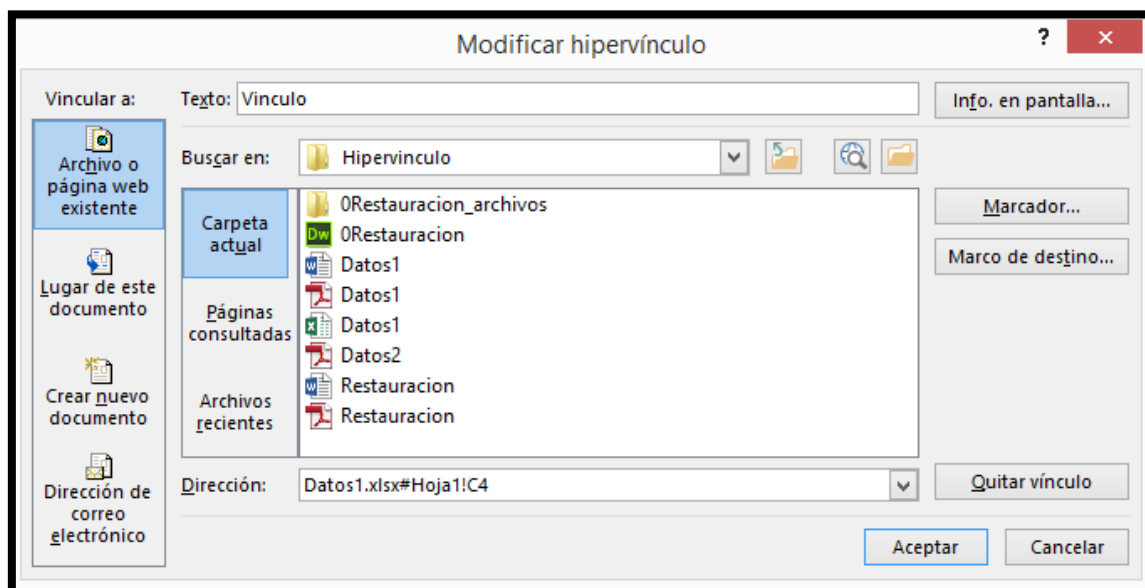 Modificar hipervínculo
?
×
Vincular a:
Texto: Vinculo
Info. en pantalla...
Archivo o
página web
existente
Buscar en:
Hipervinculo
Carpeta
actual
0Restauracion_archivos
Dw 0Restauracion
Datos1
Datos1
Datos1
Datos2
Restauracion
Restauracion
Marcador...
Marco de destino...
Lugar de este
documento
Páginas
consultadas
Crear nuevo
documento
Archivos
recientes
Dirección de
correo
electrónico
Dirección:
Datos1.xlsx#Hoja1!C4
Quitar vínculo
Aceptar
Cancelar